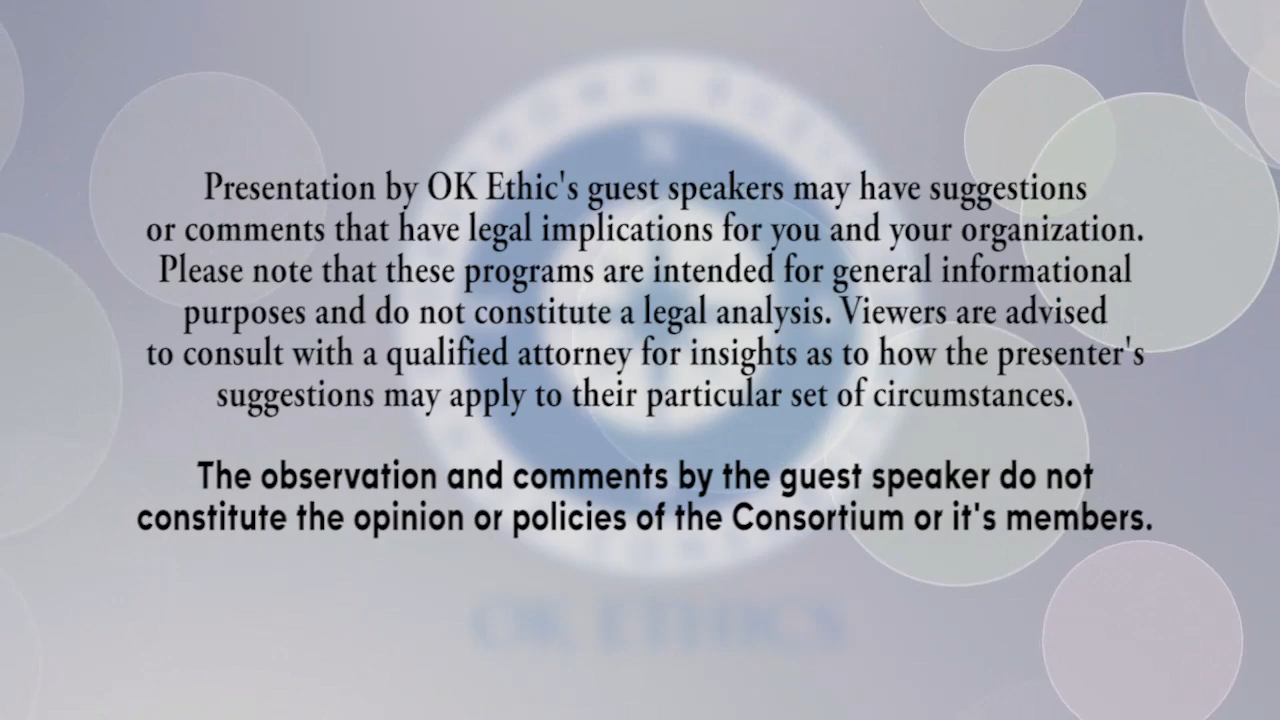 Presentation by OK Ethic's guest speakers may have suggestions
or comments that have legal implications for you and your organization.
Please note that these programs are intended for general informational
purposes and do not constitute a legal analysis. Viewers are advised
to consult with a qualified attorney for insights as to how the presenter's
suggestions may apply to their particular set of circumstances.
The observation and comments by the guest speaker do not
constitute the opinion or policies of the Consortium or it's members.
OK ETHICS